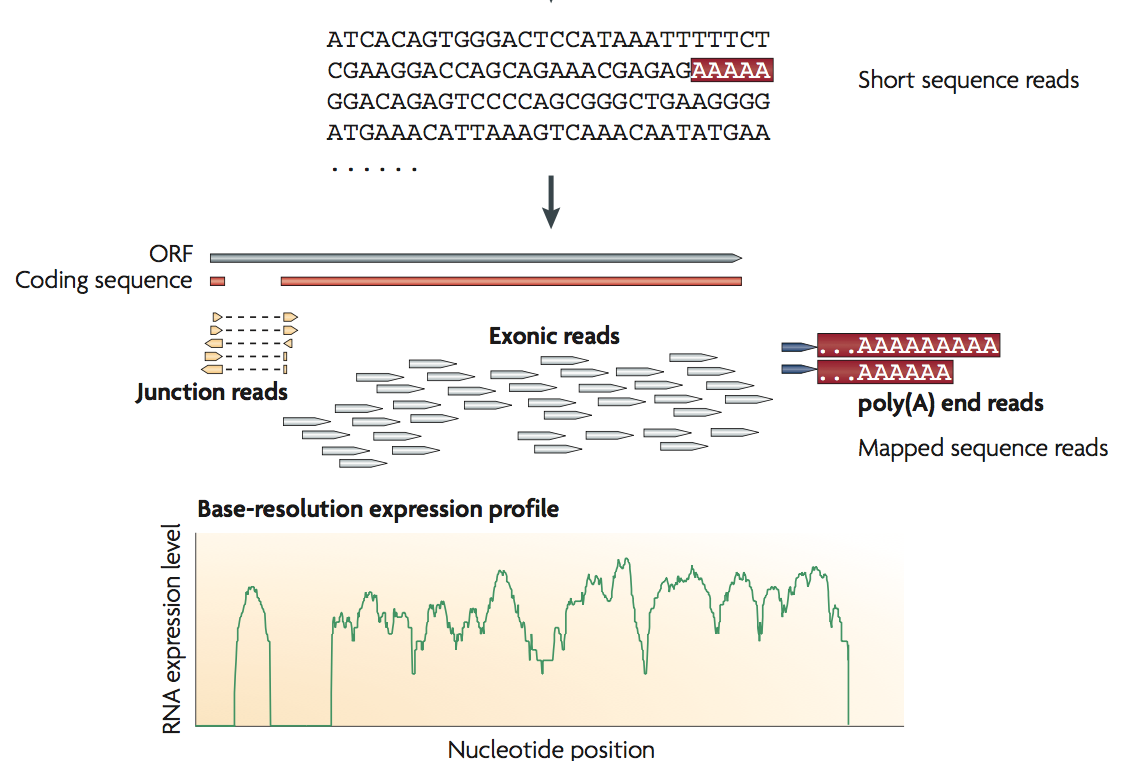 ATCACAGTGGGACTCCATAAATTTTTCT
CGAAGGACCAGCAGAAACGAGAGAAAAA
Short sequence reads
GGACAGAGTCCCCAGCGGGCTGAAGGGG
ATGAAACATTAAAGTCAAACAATATGAA
......
ORF
Coding sequence
Exonic reads
...AAAAAAAAA
...AAAAAA
Junction reads
poly(A) end reads
Mapped sequence reads
Base-resolution expression profile
RNA expression level
Nucleotide position